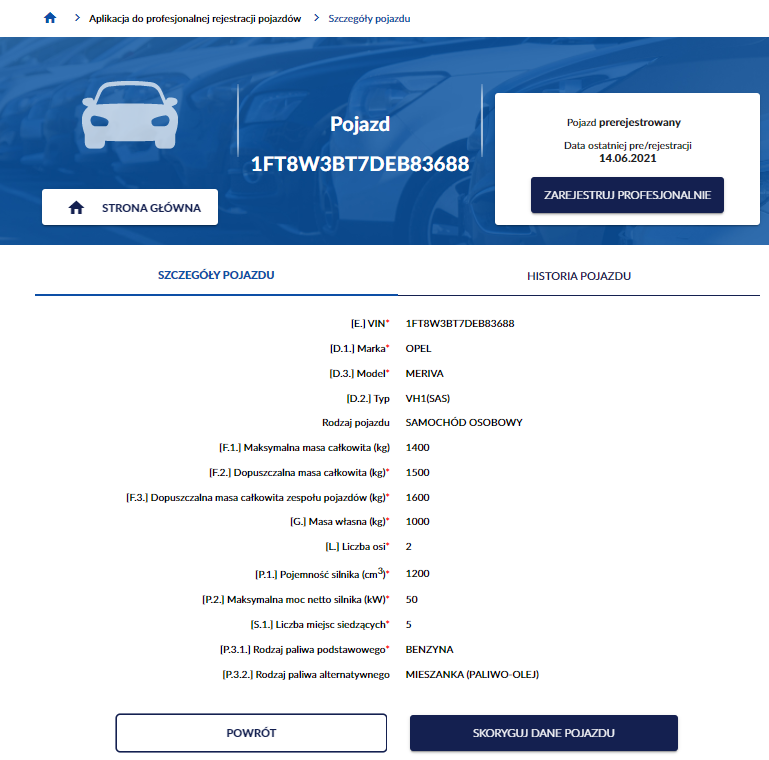 Aplikacja do profesjonalnej rejestracji pojazdów > Szczegóły pojazdu
Pojazd
1FT8W3BT7DEB83688
Pojazd prerejestrowany
Data ostatniej pre/rejestracji
14.06.2021
ZAREJESTRUJ PROFESJONALNIE
STRONA GŁÓWNA
SZCZEGÓŁY POJAZDU
HISTORIA POJAZDU
[E.] VIN* 1FT8W3BT7DEB83688
[D.1.] Marka* OPEL
[D.3.] Model* MERIVA
[D.2.] Typ VH1(SAS)
Rodzaj pojazdu SAMOCHÓD OSOBOWY
[F.1.] Maksymalna masa całkowita (kg) 1400
[F.2.] Dopuszczalna masa całkowita (kg)* 1500
[F.3.] Dopuszczalna masa całkowita zespołu pojazdów (kg)* 1600
[G.] Masa własna (kg)* 1000
[L.] Liczba osi* 2
[P.1.] Pojemność silnika (cm³)* 1200
[P.2.] Maksymalna moc netto silnika (kW)* 50
[S.1.] Liczba miejsc siedzących* 5
[P.3.1.] Rodzaj paliwa podstawowego* BENZYNA
[P.3.2.] Rodzaj paliwa alternatywnego MIESZANKA (PALIWO-OLEJ)
POWRÓT
SKORYGUJ DANE POJAZDU